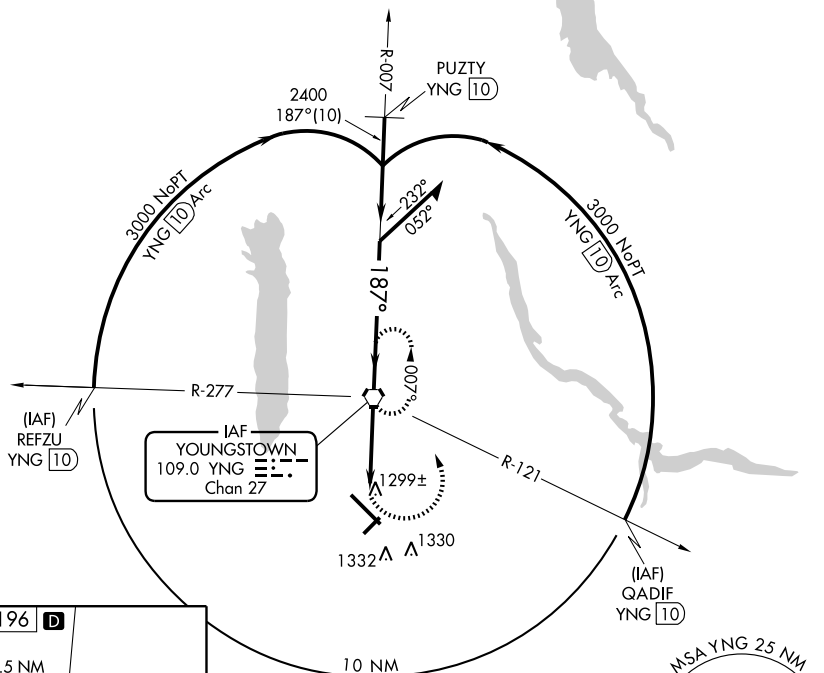 R-007
PUZTY
YNG 10
2400
187°(10)
3000 NoPT
YNG 10 Arc
232°
052°
3000 NoPT
YNG 10 Arc
187°
007°
R-277
(IAF)
REFZU
YNG 10
IAF
YOUNGSTOWN
109.0 YNG
Chan 27
R-121
1299±
1330
1332
(IAF)
QADIF
YNG 10
196 D
.5 NM
10 NM
MSA YNG 25 NM